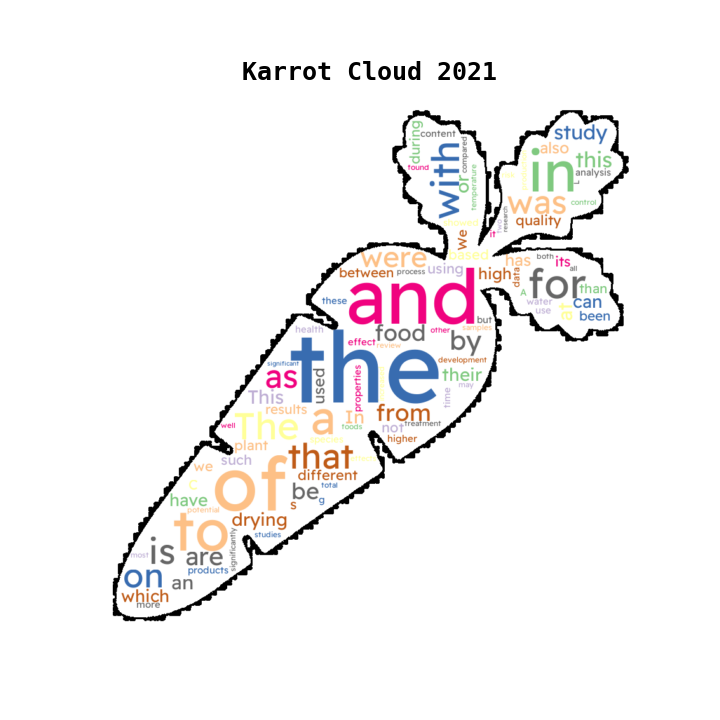 Karrot Cloud 2021
during
content
found
with
or
compared
temperature
we
study
also
this
in
analysis
was
control
quality
research
two
it
based
has
both
its
all
high
data
for
A
than
water
use
at
can
been
were
between
process
using
these
and
health
food
other
but
samples
by
effect
review
the
development
significant
as
used
properties
their
may
time
This
results
a
In
from
foods
not
treatment
higher
well
The
plant
that
such
we
different
C
of
be
total
s
g
have
potential
to
drying
studies
significantly
is
are
most
on
products
an
which
more